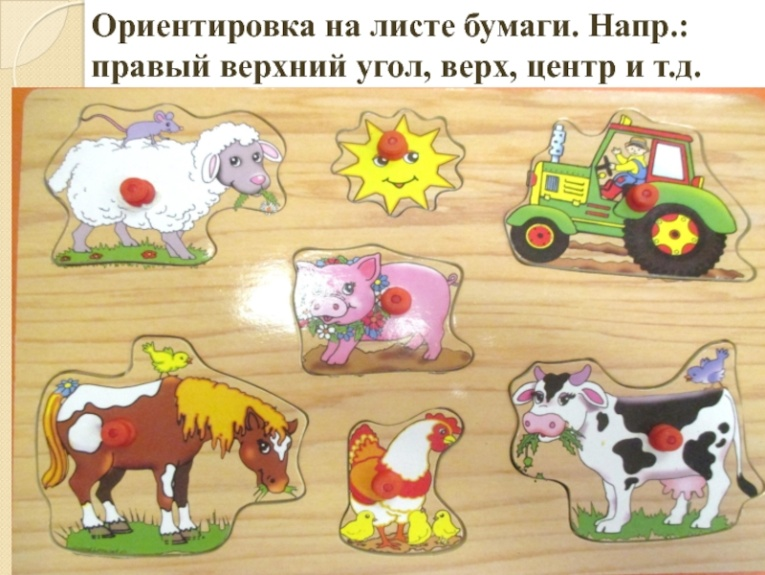 Ориентировка на листе бумаги. Напр.:
правый верхний угол, верх, центр и т.д.